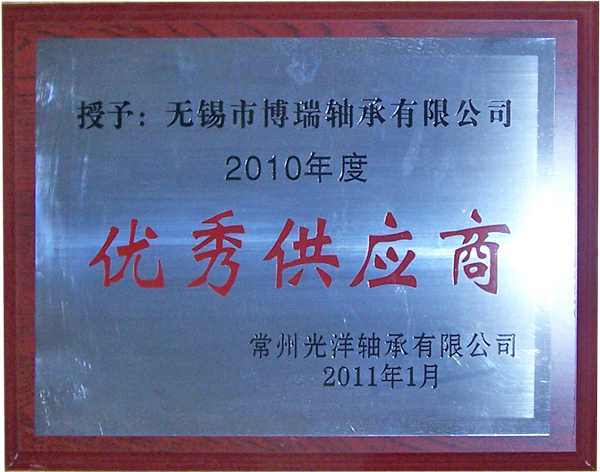 授予：无锡市博瑞轴承有限公司
2010年度
优秀供应商
常州光洋轴承有限公司
2011年1月